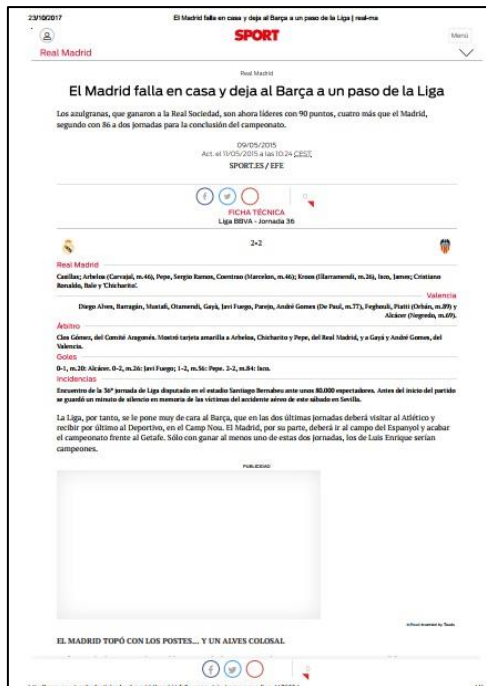 23/10/2017
El Madrid falla en casa y deja al Barça a un paso de la Liga | real-ma
SPORT
Menú
Real Madrid
Real Madrid
El Madrid falla en casa y deja al Barça a un paso de la Liga
Los azulgranas, que ganaron a la Real Sociedad, son ahora líderes con 90 puntos, cuatro más que el Madrid,
segundo con 86 a dos jornadas para la conclusión del campeonato.
09/05/2015
Act. el 11/05/2015 a las 10:24 CEST
SPORT.ES / EFE
FICHA TÉCNICA
Liga BBVA - Jornada 36
2-2
Real Madrid
Casillas; Arbeloa (Carvajal, m.46), Pepe, Sergio Ramos, Coentrao (Marcelon, m.46); Kroos (Illarramendi, m.26), Isco, James; Cristiano
Ronaldo, Bale y 'Chicharito'.
Valencia
Diego Alves, Barragán, Mustafi, Otamendi, Gayà, Javi Fuego, Parejo, André Gomes (De Paul, m.77), Feghouli, Piatti (Orbán, m.89) y
Alcácer (Negredo, m.69).
Árbitro
Clos Gómez, del Comité Aragonés. Mostró tarjeta amarilla a Arbeloa, Chicharito y Pepe, del Real Madrid, y a Gayá y André Gomes, del
Valencia.
Goles
0-1, m.20: Alcácer. 0-2, m.26: Javi Fuego; 1-2, m.56: Pepe. 2-2, m.84: Isco.
Incidencias
Encuentro de la 36ª jornada de Liga disputado en el estadio Santiago Bernabeu ante unos 80.000 espectadores. Antes del inicio del partido
se guardó un minuto de silencio en memoria de las víctimas del accidente aéreo de este sábado en Sevilla.
La Liga, por tanto, se le pone muy de cara al Barça, que en las dos últimas jornadas deberá visitar al Atlético y
recibir por último al Deportivo, en el Camp Nou. El Madrid, por su parte, deberá ir al campo del Espanyol y acabar
el campeonato frente al Getafe. Sólo con ganar al menos uno de estas dos jornadas, los de Luis Enrique serían
campeones.
PUBLICIDAD
inRead invented by Teads
EL MADRID TOPÓ CON LOS POSTES... Y UN ALVES COLOSAL